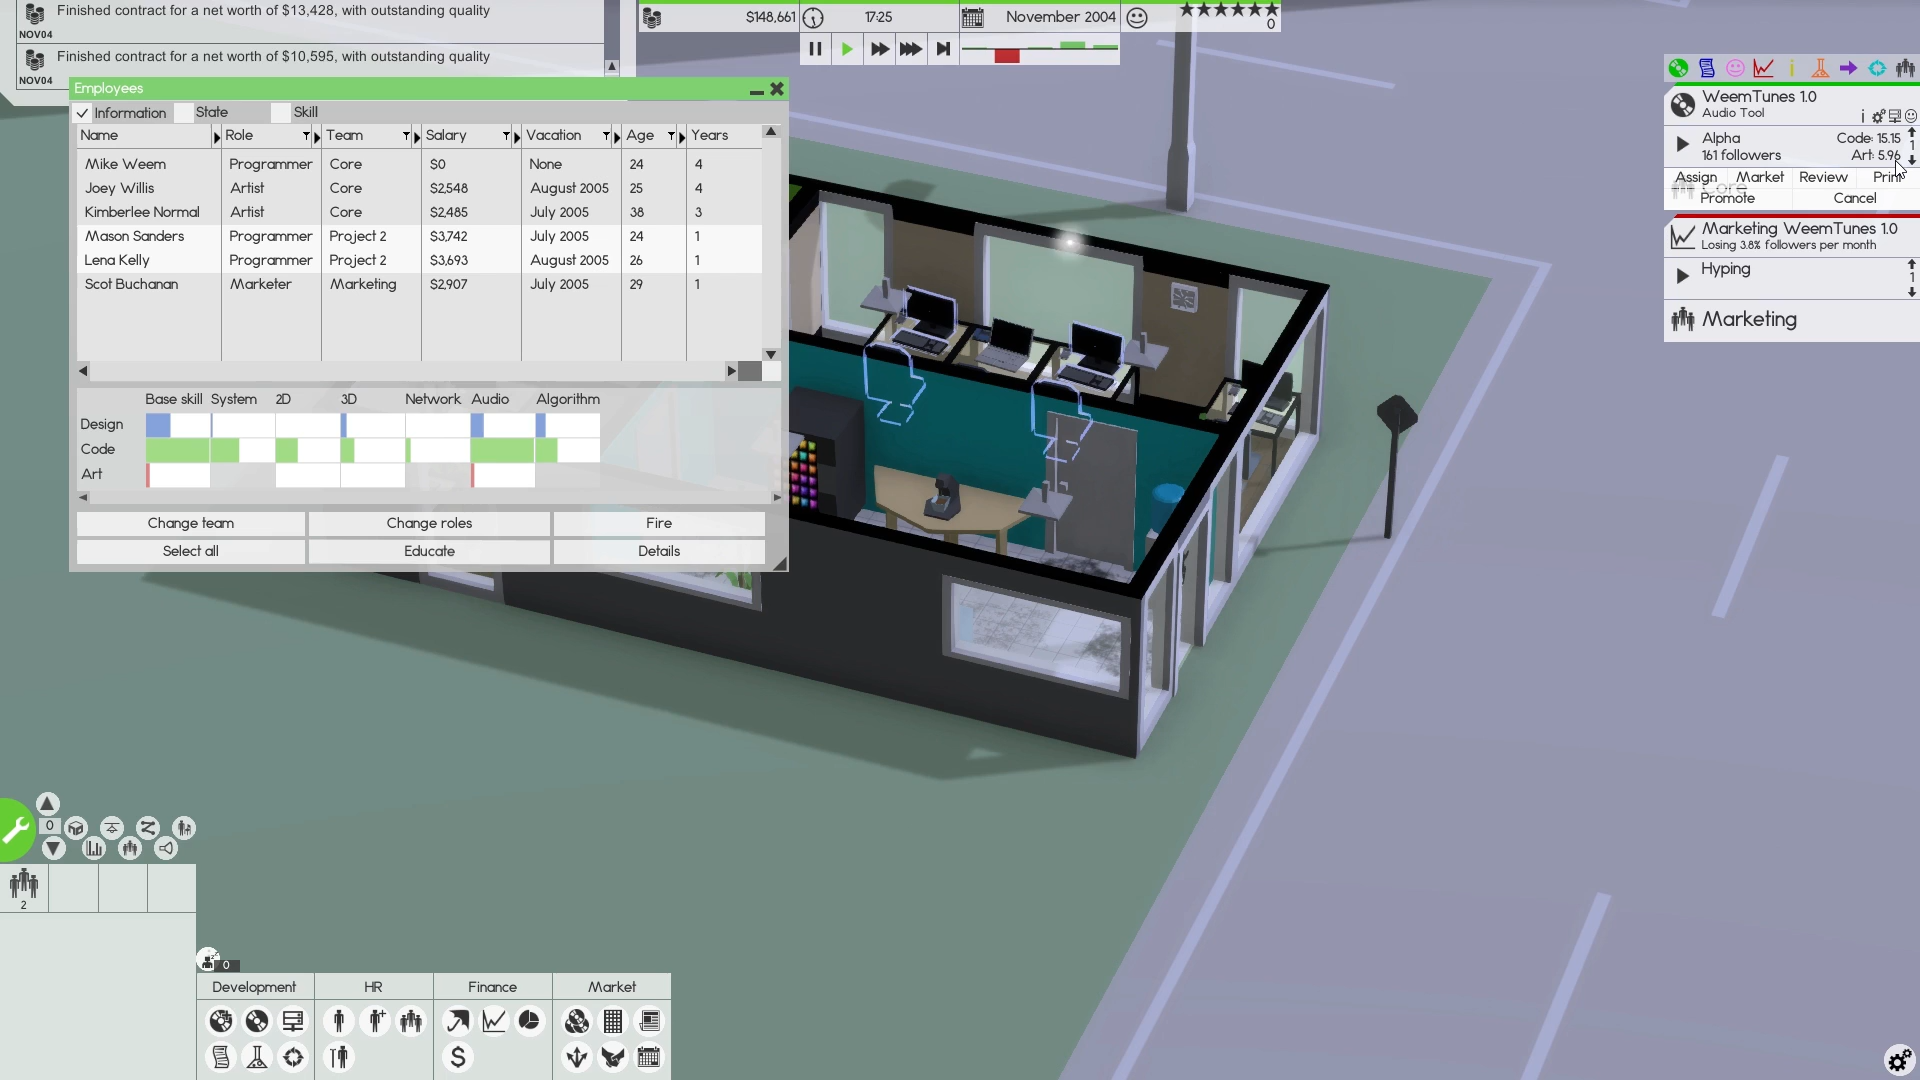 Finished contract for a net worth of $13,428, with outstanding quality
NOV04
Finished contract for a net worth of $10,595, with outstanding quality
NOV04
$148,661
17:25
November 2004
0
Employees
Information State Skill
Name Role Team Salary Vacation Age Years
Mike Weem Programmer Core $0 None 24 4
Joey Willis Artist Core $2,548 August 2005 25 4
Kimberlee Normal Artist Core $2,485 July 2005 38 3
Mason Sanders Programmer Project 2 $3,742 July 2005 24 1
Lena Kelly Programmer Project 2 $3,693 August 2005 26 1
Scot Buchanan Marketer Marketing $2,907 July 2005 29 1
Base skill System 2D 3D Network Audio Algorithm
Design
Code
Art
Change team Change roles Fire
Select all Educate Details
WeemTunes 1.0
Audio Tool
Alpha Code: 15.15
161 followers Art: 5.96
1
Assign Market Review Print
Core
Promote Cancel
Marketing WeemTunes 1.0
Losing 3.8% followers per month
Hyping
1
Marketing
0
2
0
Development HR Finance Market